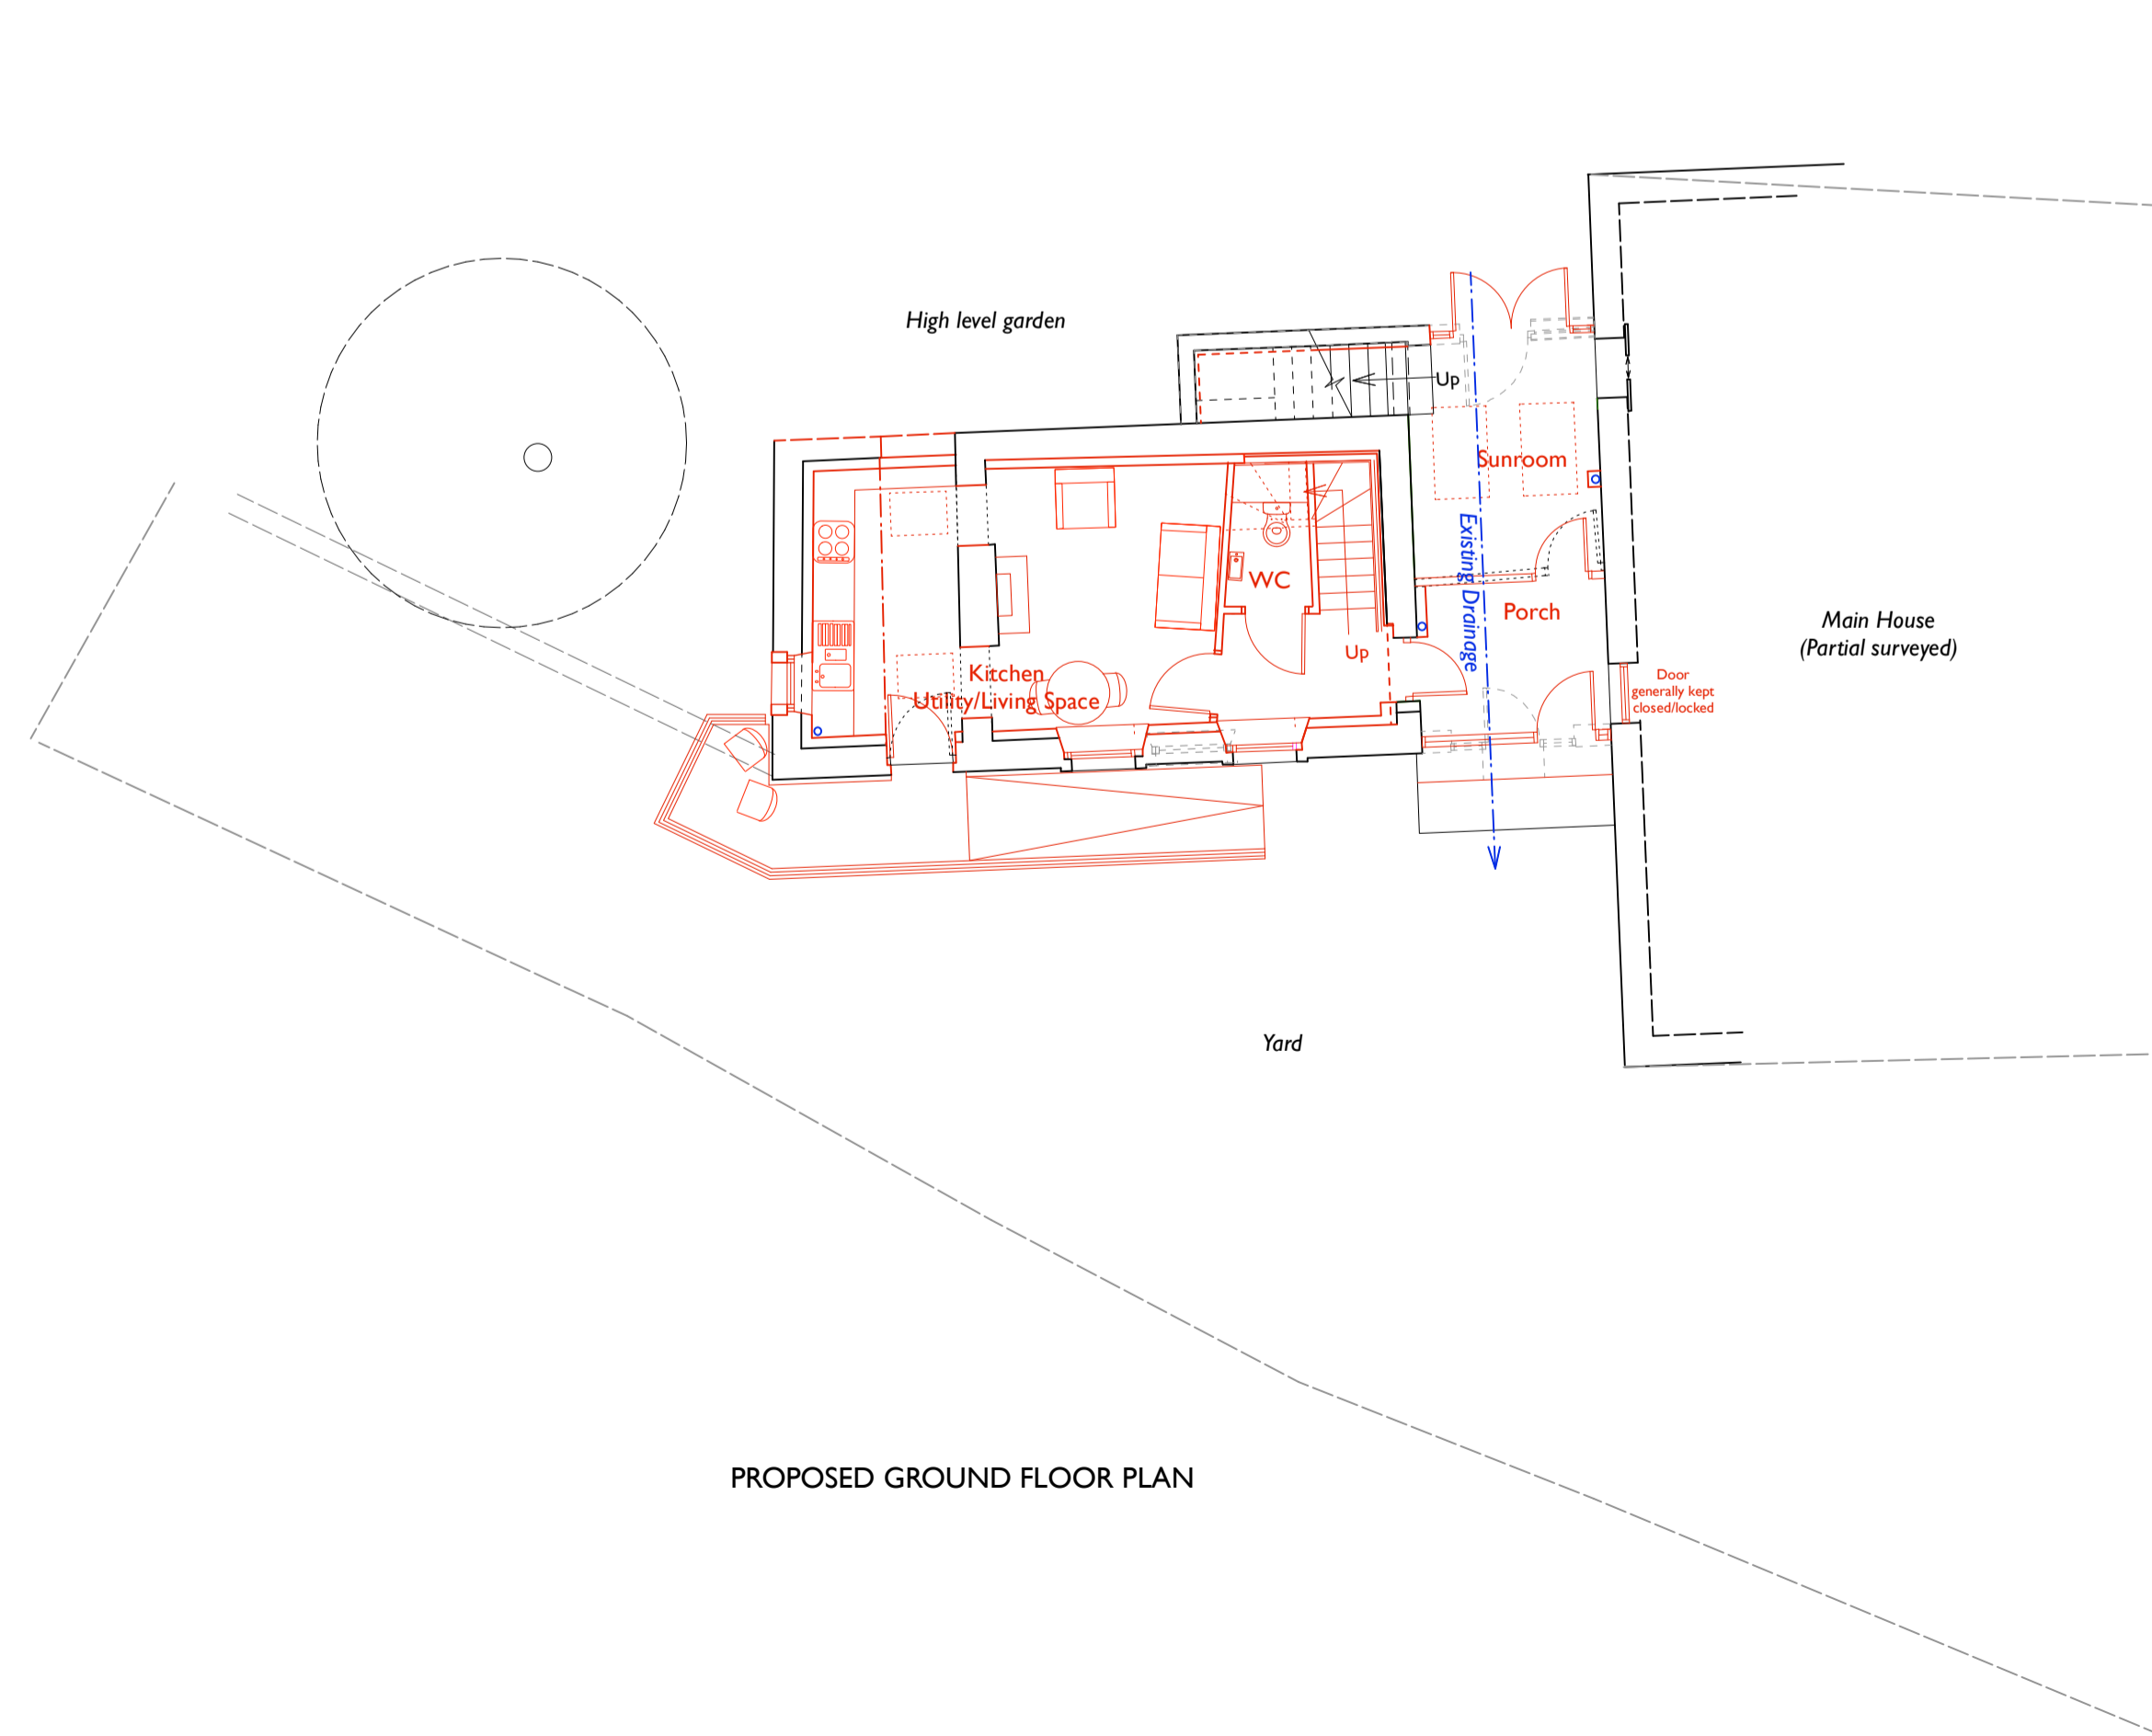 High level garden
Up
Sunroom
Existing Drainage
WC
Porch
Up
Main House
(Partial surveyed)
Kitchen
Utility/Living Space
Door
generally kept
closed/locked
Yard
PROPOSED GROUND FLOOR PLAN